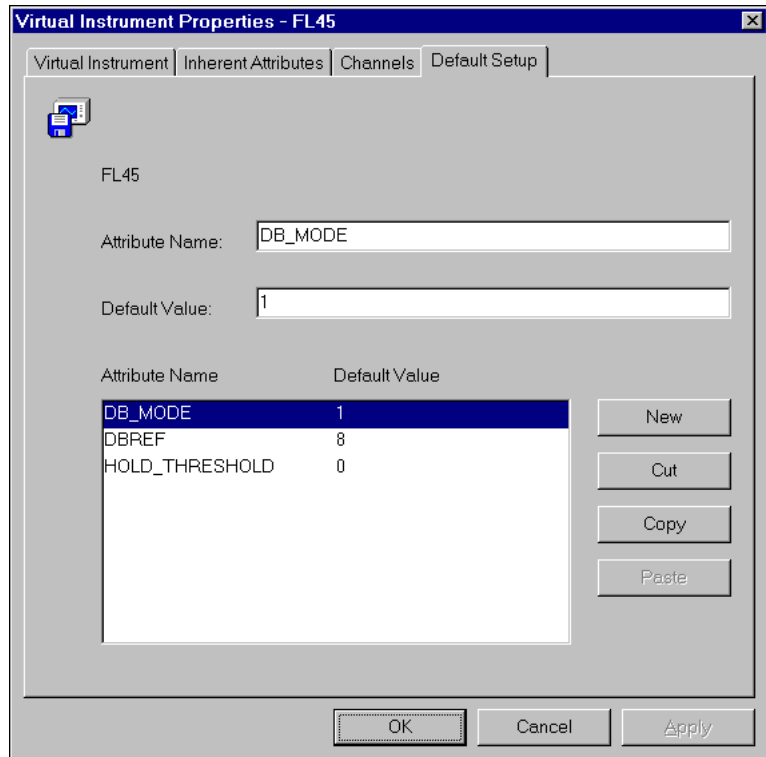 Virtual Instrument Properties - FL45
Virtual Instrument Inherent Attributes Channels Default Setup
FL45
Attribute Name: DB_MODE
Default Value: 1
Attribute Name Default Value
DB_MODE 1
DBREF 8
HOLD_THRESHOLD 0
New
Cut
Copy
Paste
OK Cancel Apply